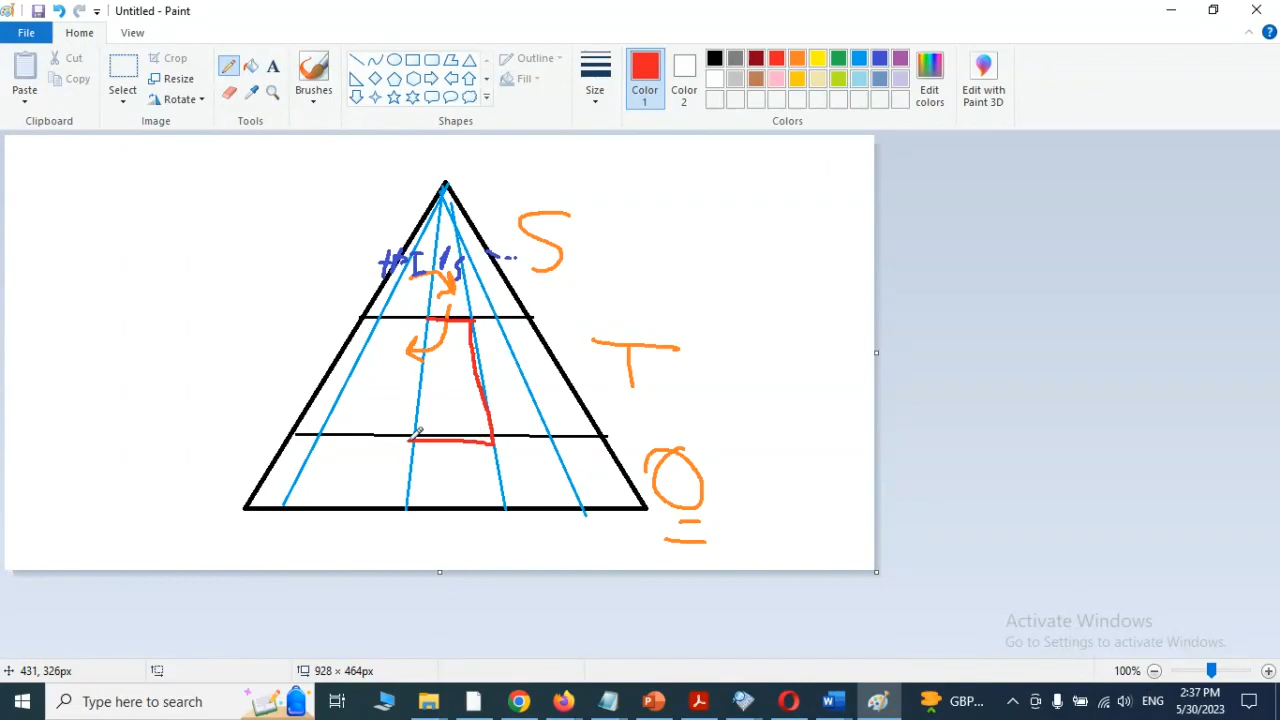 Untitled - Paint
File
Home
View
Paste
Cut
Copy
Clipboard
Select
Crop
Resize
Rotate
Image
A
Tools
Brushes
Shapes
Outline
Fill
Size
Color 1
Color 2
Edit colors
Edit with Paint 3D
Colors
S
T
O
Activate Windows
Go to Settings to activate Windows.
431, 326px
928 × 464px
100%
Type here to search
GBP...
ENG
2:37 PM
5/30/2023